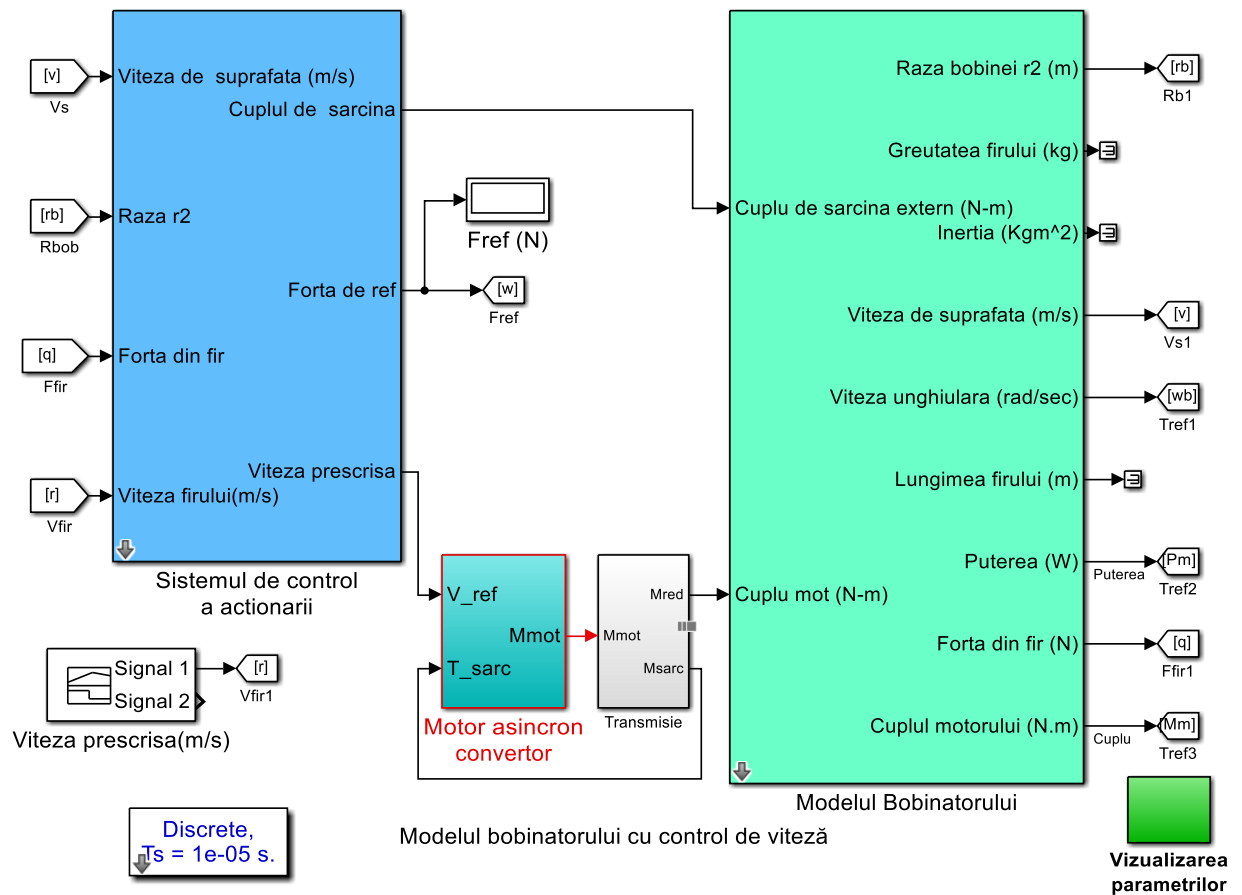 [v]
Vs
[rb]
Rbob
[q]
Ffir
[r]
Vfir
Viteza de  suprafata (m/s)
Cuplul de  sarcina
Raza r2
Forta de ref
Forta din fir
Viteza prescrisa
Viteza firului(m/s)
Sistemul de control
a actionarii
Fref (N)
[w]
Fref
Signal 1
Signal 2
[r]
Vfir1
Viteza prescrisa(m/s)
V_ref
Mmot
T_sarc
Motor asincron
convertor
Mred
Mmot
Msarc
Transmisie
Raza bobinei r2 (m)
Greutatea firului (kg)
Cuplu de sarcina extern (N-m)
Inertia (Kgm^2)
Viteza de suprafata (m/s)
Viteza unghiulara (rad/sec)
Lungimea firului (m)
Puterea (W)
Cuplu mot (N-m)
Forta din fir (N)
Cuplul motorului (N.m)
Modelul Bobinatorului
[rb]
Rb1
[v]
Vs1
[wb]
Tref1
Puterea
[Pm]
Tref2
[q]
Ffir1
Cuplu
[Mm]
Tref3
Discrete,
Ts = 1e-05 s.
Modelul bobinatorului cu control de viteză
Vizualizarea
parametrilor